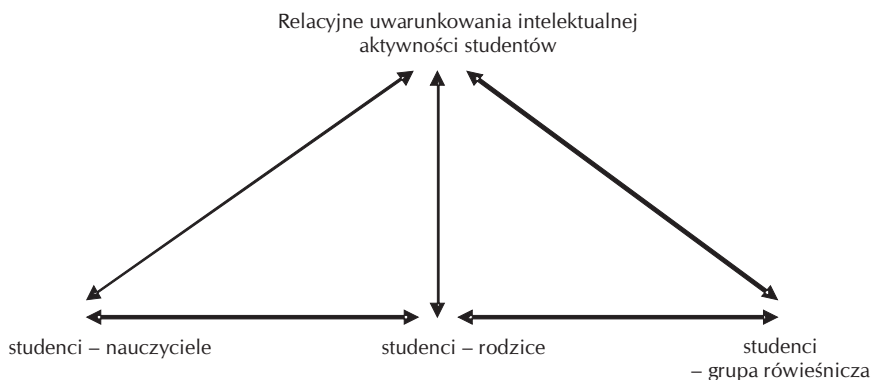 Relacyjne uwarunkowania intelektualnej
aktywności studentów
studenci – nauczyciele
studenci – rodzice
studenci
– grupa rówieśnicza